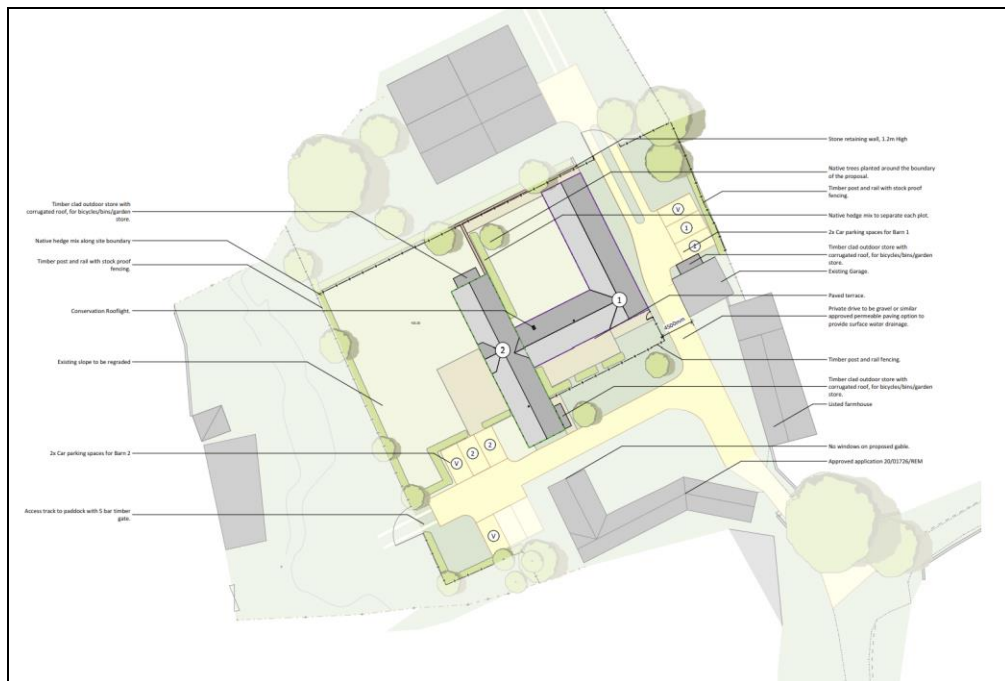 Stone retaining well, 1.2m High
Native trees planted around the boundary
of the proposal.
Timber post and rail with stock proof
fencing.
Native hedge mix to separate each plot.
2x Car parking spaces for Barn 1
Timber clad outdoor store with
corrugated roof, for bicycles/bins/garden
store.
Existing Garage.
Paved terrace.
Private drive to be gravel or similar
approved permeable paving option to
provide surface water drainage.
Timber post and rail fencing.
Timber clad outdoor store with
corrugated roof, for bicycles/bins/garden
store.
Listed farmhouse
No windows on proposed gable.
Approved application 20/01726/REM
Timber clad outdoor store with
corrugated roof, for bicycles/bins/garden
store.
Native hedge mix along site boundary
Timber post and rail with stock proof
fencing.
Conservation Rooflight.
Existing slope to be regraded
2x Car parking spaces for Barn 2
Access track to paddock with 5 bar timber
gate.
V
1
1
4500mm
1
2
V
2
2
V